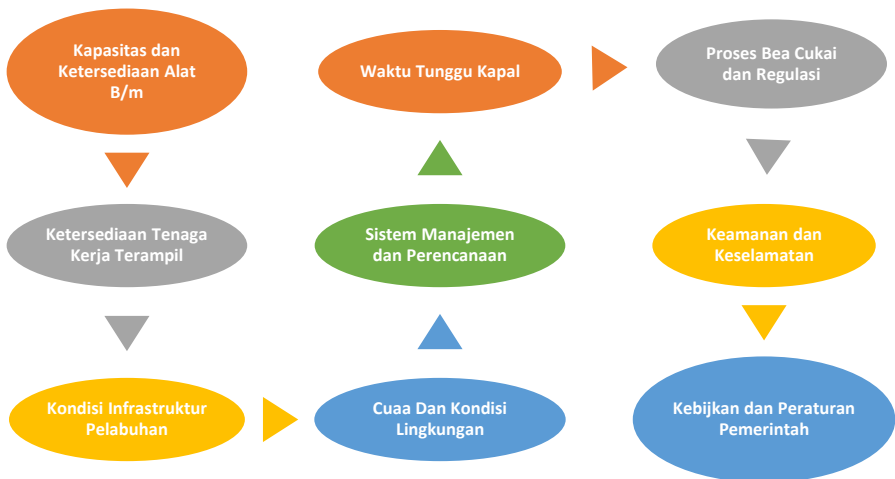 Kapasitas dan
Ketersediaan Alat
B/m
Ketersediaan Tenaga
Kerja Terampil
Kondisi Infrastruktur
Pelabuhan
Cuaa Dan Kondisi
Lingkungan
Sistem Manajemen
dan Perencanaan
Waktu Tunggu Kapal
Proses Bea Cukai
dan Regulasi
Keamanan dan
Keselamatan
Kebijkan dan Peraturan
Pemerintah